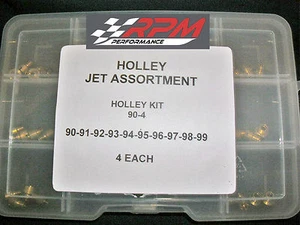 RPM
PERFORMANCE
HOLLEY
JET ASSORTMENT
HOLLEY KIT
90-4
90-91-92-93-94-95-96-97-98-99
4 EACH